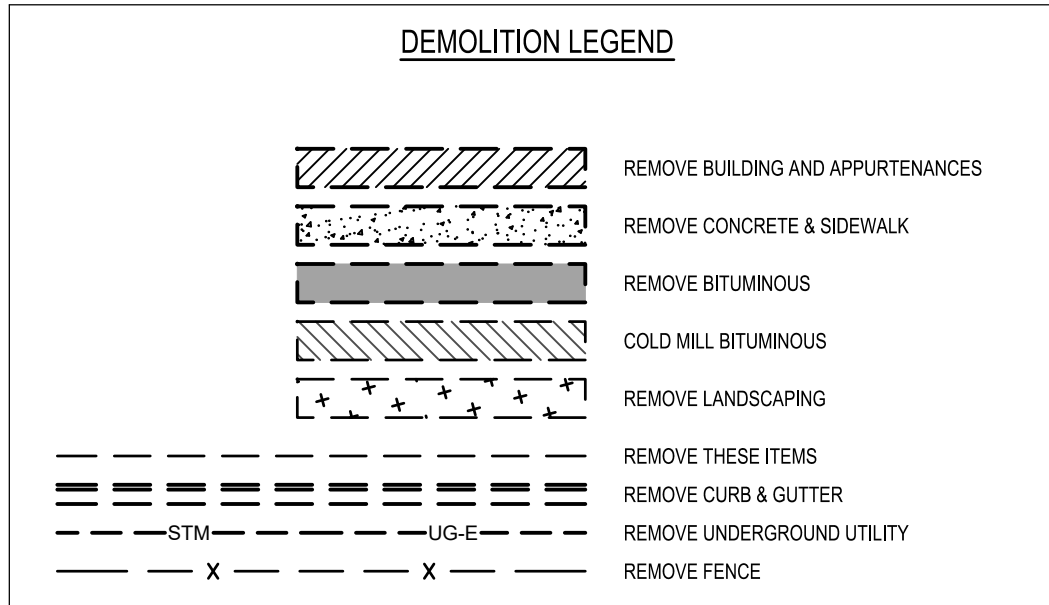 DEMOLITION LEGEND
REMOVE BUILDING AND APPURTENANCES
REMOVE CONCRETE & SIDEWALK
REMOVE BITUMINOUS
COLD MILL BITUMINOUS
REMOVE LANDSCAPING
REMOVE THESE ITEMS
REMOVE CURB & GUTTER
STM UG-E REMOVE UNDERGROUND UTILITY
X X REMOVE FENCE